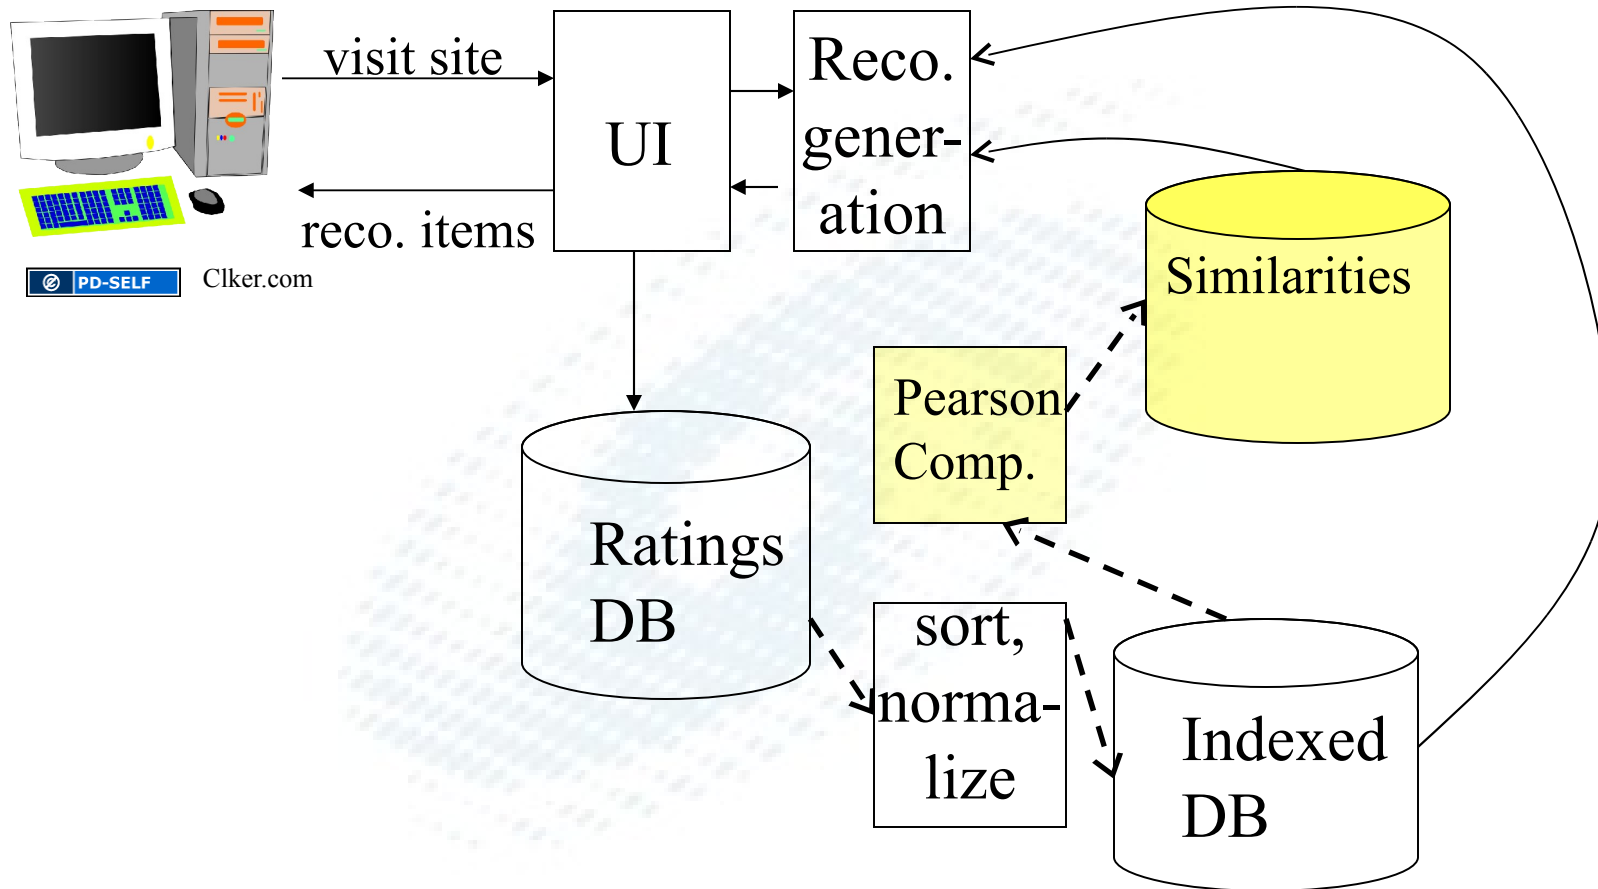 visit site
reco. items
PD-SELF
Clker.com
UI
Reco.
gener-
ation
Similarities
Pearson
Comp.
Ratings
DB
sort,
norma-
lize
Indexed
DB